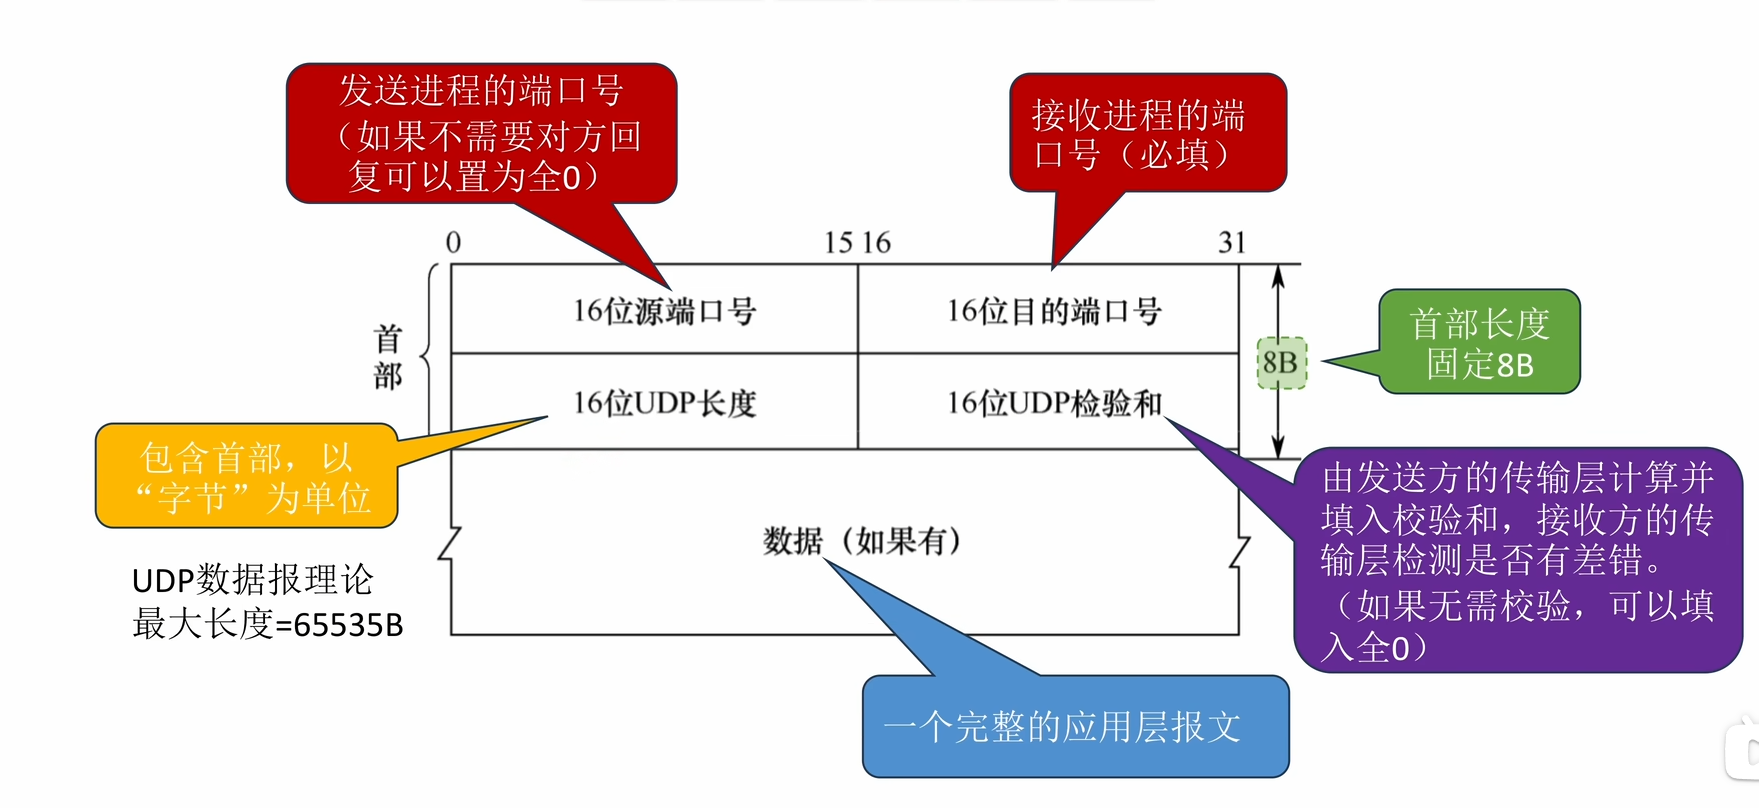 发送进程的端口号
（如果不需要对方回
复可以置为全0）
接收进程的端
口号（必填）
0
15 16
31
16位源端口号
16位目的端口号
首
部
8B
首部长度
固定8B
16位UDP长度
16位UDP检验和
包含首部，以
“字节”为单位
由发送方的传输层计算并
填入校验和，接收方的传
输层检测是否有差错。
（如果无需校验，可以填
入全0）
数据（如果有）
UDP数据报理论
最大长度=65535B
一个完整的应用层报文